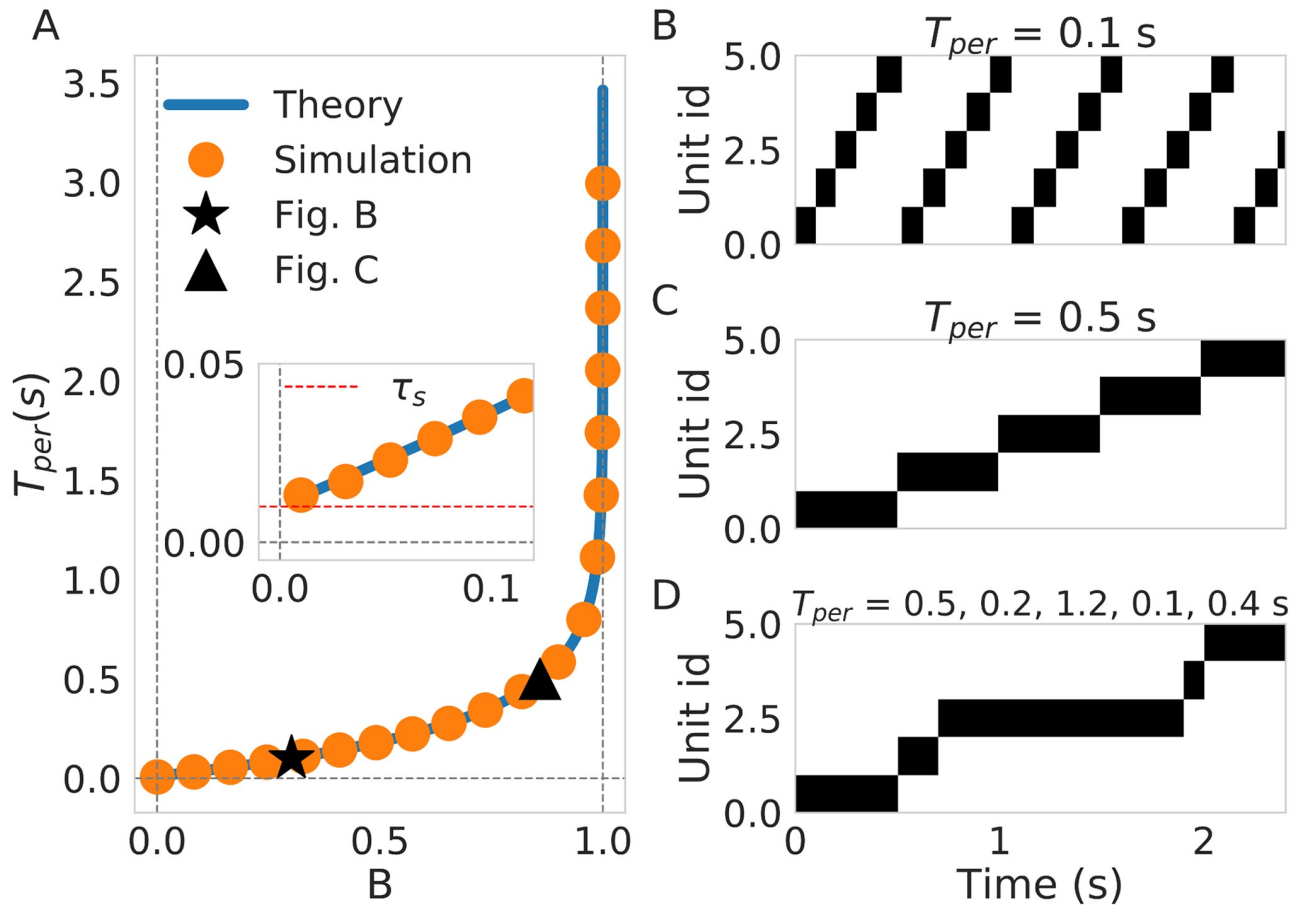 A
3.5
3.0
2.5
2.0
1.5
1.0
0.5
0.0
T_per(s)
Theory
Simulation
Fig. B
Fig. C
0.05
0.00
τ_s
0.0 0.1
0.0 0.5 1.0
B
B
T_per = 0.1 s
5.0
2.5
0.0
Unit id
C
T_per = 0.5 s
5.0
2.5
0.0
Unit id
D
T_per = 0.5, 0.2, 1.2, 0.1, 0.4 s
5.0
2.5
0.0
Unit id
0 1 2
Time (s)